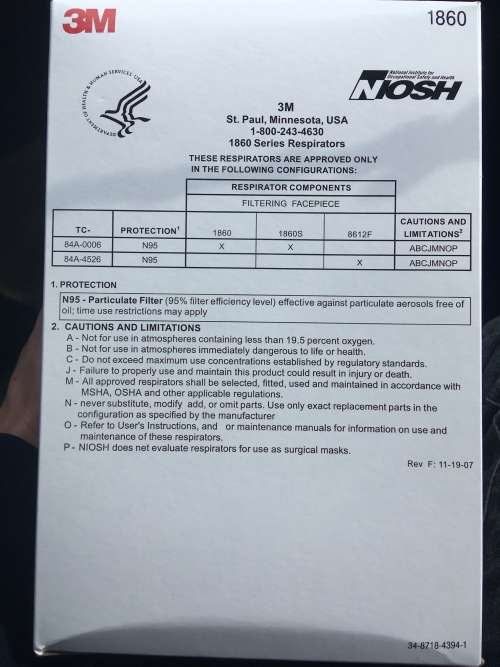 3M
1860
DEPARTMENT OF HEALTH & HUMAN SERVICES. USA
National Institute for
Occupational Safety and Health
NIOSH
3M
St. Paul, Minnesota, USA
1-800-243-4630
1860 Series Respirators
THESE RESPIRATORS ARE APPROVED ONLY
IN THE FOLLOWING CONFIGURATIONS:
RESPIRATOR COMPONENTS
FILTERING FACEPIECE
TC- PROTECTION¹ 1860 1860S 8612F CAUTIONS AND LIMITATIONS²
84A-0006 N95 X X ABCJMNOP
84A-4526 N95 X ABCJMNOP
1. PROTECTION
N95 - Particulate Filter (95% filter efficiency level) effective against particulate aerosols free of
oil; time use restrictions may apply
2. CAUTIONS AND LIMITATIONS
A - Not for use in atmospheres containing less than 19.5 percent oxygen.
B - Not for use in atmospheres immediately dangerous to life or health.
C - Do not exceed maximum use concentrations established by regulatory standards.
J - Failure to properly use and maintain this product could result in injury or death.
M - All approved respirators shall be selected, fitted, used and maintained in accordance with
MSHA, OSHA and other applicable regulations.
N - never substitute, modify add, or omit parts. Use only exact replacement parts in the
configuration as specified by the manufacturer
O - Refer to User's Instructions, and or maintenance manuals for information on use and
maintenance of these respirators.
P - NIOSH does not evaluate respirators for use as surgical masks.
Rev F: 11-19-07
34-8718-4394-1